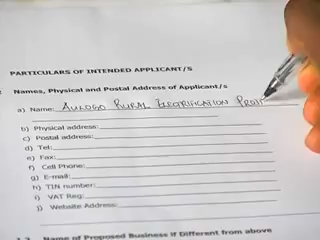 PARTICULARS OF INTENDED APPLICANT/S
Names, Physical and Postal Address of Applicant/s
a) Name: AULOGO RURAL ELECTRIFICATION PROJ
b) Physical address:
c) Postal address:
d) Tel:
e) Fax:
f) Cell Phone:
g) E-mail:
h) TIN number:
i) VAT Reg:
j) Website Address:
Name of Proposed Business if Different from above